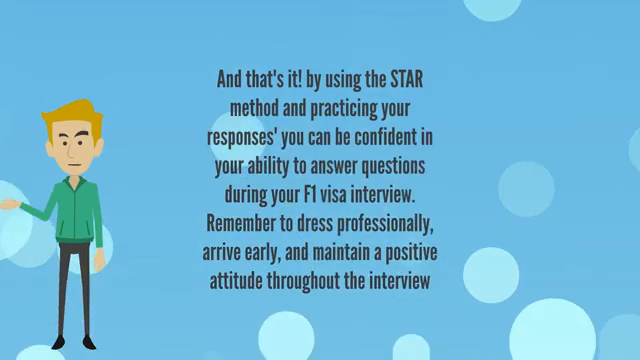 And that's it! by using the STAR
method and practicing your
responses' you can be confident in
your ability to answer questions
during your F1 visa interview.
Remember to dress professionally,
arrive early, and maintain a positive
attitude throughout the interview